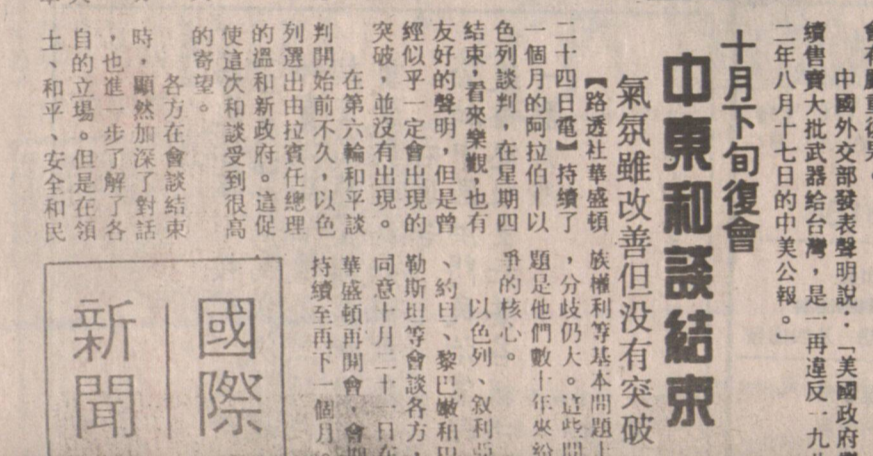 會有嚴重後果。
中國外交部發表聲明說：「美國政府
續售賣大批武器給台灣，是一再違反一九八
二年八月十七日的中美公報。」
十月下旬復會
中東和談結束
氣氛雖改善但没有突破
【路透社華盛頓
二十四日電】持續了
一個月的阿拉伯—以
色列談判，在星期四
結束，看來樂觀，也有
友好的聲明，但是曾
經似乎一定會出現的
突破，並沒有出現。
在第六輪和平談
判開始前不久，以色
列選出由拉賓任總理
的溫和新政府。這促
使這次和談受到很高
的寄望。
各方在會談結束
時，顯然加深了對話
，也進一步了解了各
自的立場。但是在領
土、和平、安全和民
族權利等基本問題上
，分歧仍大。這些問
題是他們數十年來紛
爭的核心。
以色列、敘利亞
、約旦、黎巴嫩和巴
勒斯坦等會談各方，
同意十月二十一日在
華盛頓再開會，會期
持續至再下一個月
國際
新聞